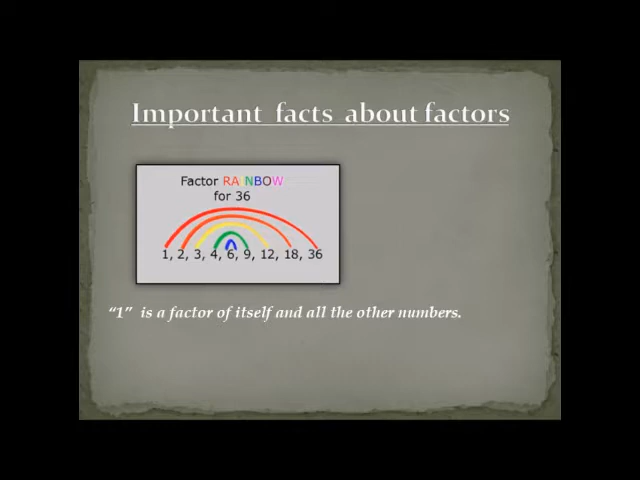 Important facts about factors
Factor RAINBOW
for 36
1, 2, 3, 4, 6, 9, 12, 18, 36
“1” is a factor of itself and all the other numbers.